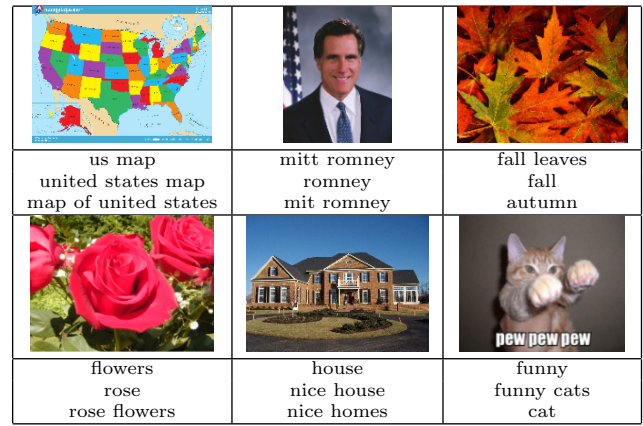 us map
united states map
map of united states
mitt romney
romney
mit romney
fall leaves
fall
autumn
pew pew pew
flowers
rose
rose flowers
house
nice house
nice homes
funny
funny cats
cat